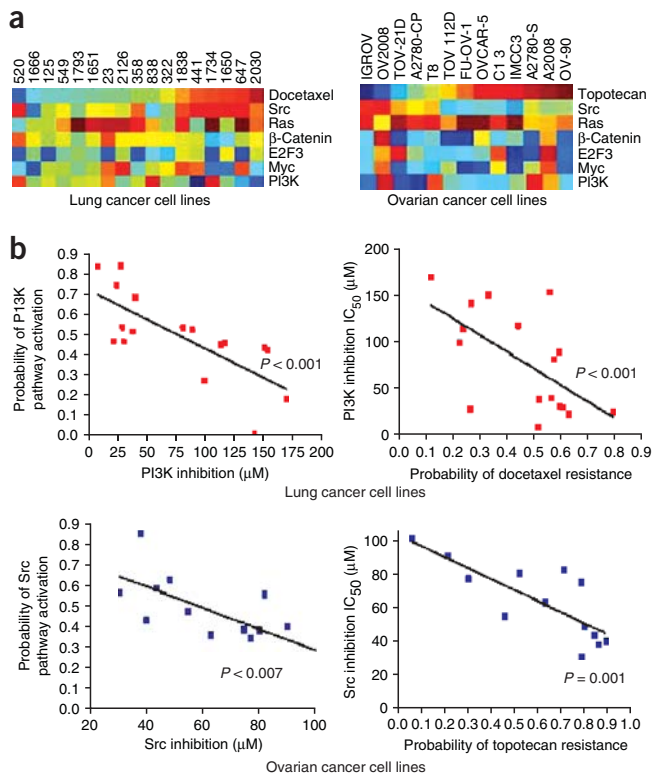 a
520 1666 125 549 1793 1651 23 2126 358 838 322 1838 441 1734 1650 647 2030
Docetaxel
Src
Ras
β-Catenin
E2F3
Myc
PI3K
Lung cancer cell lines
IGROV OV2008 TOV-21D A2780-CP T8 TOV 112D FU-OV-1 OVCAR-5 C1 3 IMCC3 A2780-S A2008 OV-90
Topotecan
Src
Ras
β-Catenin
E2F3
Myc
PI3K
Ovarian cancer cell lines
b
Probability of P13K
pathway activation
0.9
0.8
0.7
0.6
0.5
0.4
0.3
0.2
0.1
0.0
P < 0.001
0 25 50 75 100 125 150 175 200
PI3K inhibition (μM)
PI3K inhibition IC50 (μM)
200
150
100
50
0
P < 0.001
0.0 0.1 0.2 0.3 0.4 0.5 0.6 0.7 0.8 0.9
Probability of docetaxel resistance
Lung cancer cell lines
Probability of Src
pathway activation
0.9
0.8
0.7
0.6
0.5
0.4
0.3
0.2
0.1
0.0
P < 0.007
20 40 60 80 100
Src inhibition (μM)
Src inhibition IC50 (μM)
100
80
60
40
20
0
P = 0.001
0.0 0.1 0.2 0.3 0.4 0.5 0.6 0.7 0.8 0.9 1.0
Probability of topotecan resistance
Ovarian cancer cell lines